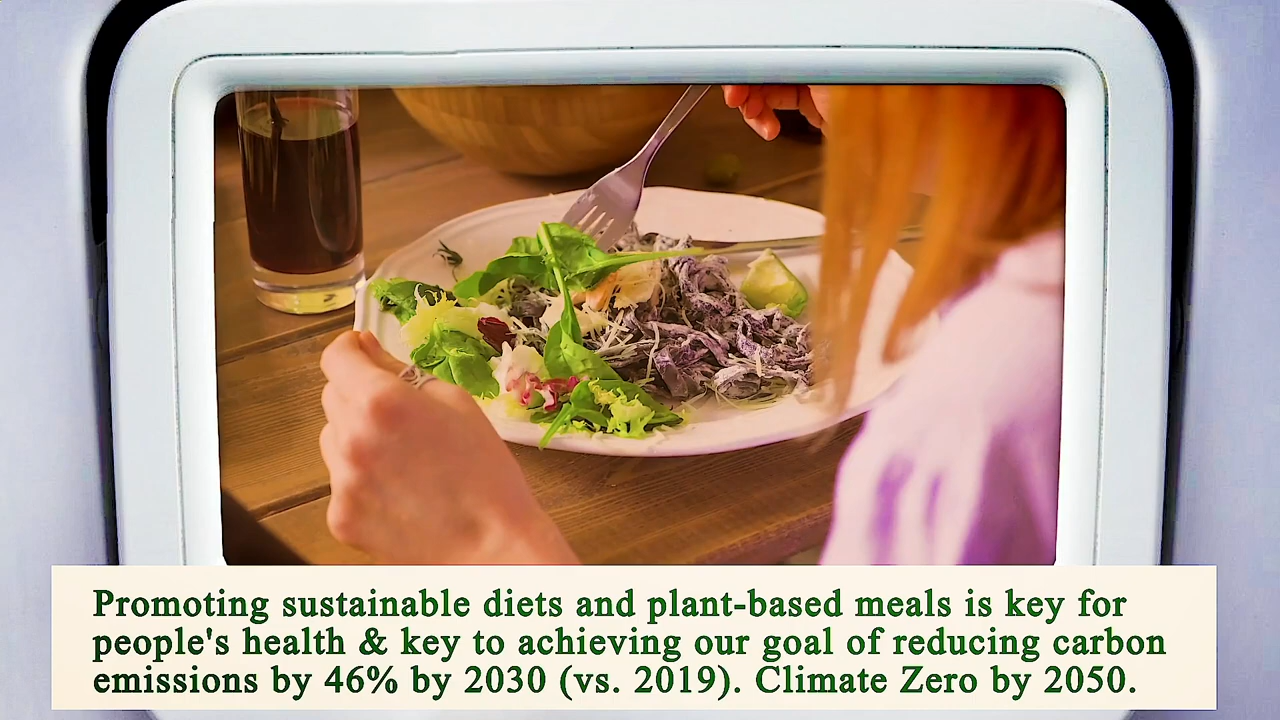 Promoting sustainable diets and plant-based meals is key for
people's health & key to achieving our goal of reducing carbon
emissions by 46% by 2030 (vs. 2019). Climate Zero by 2050.